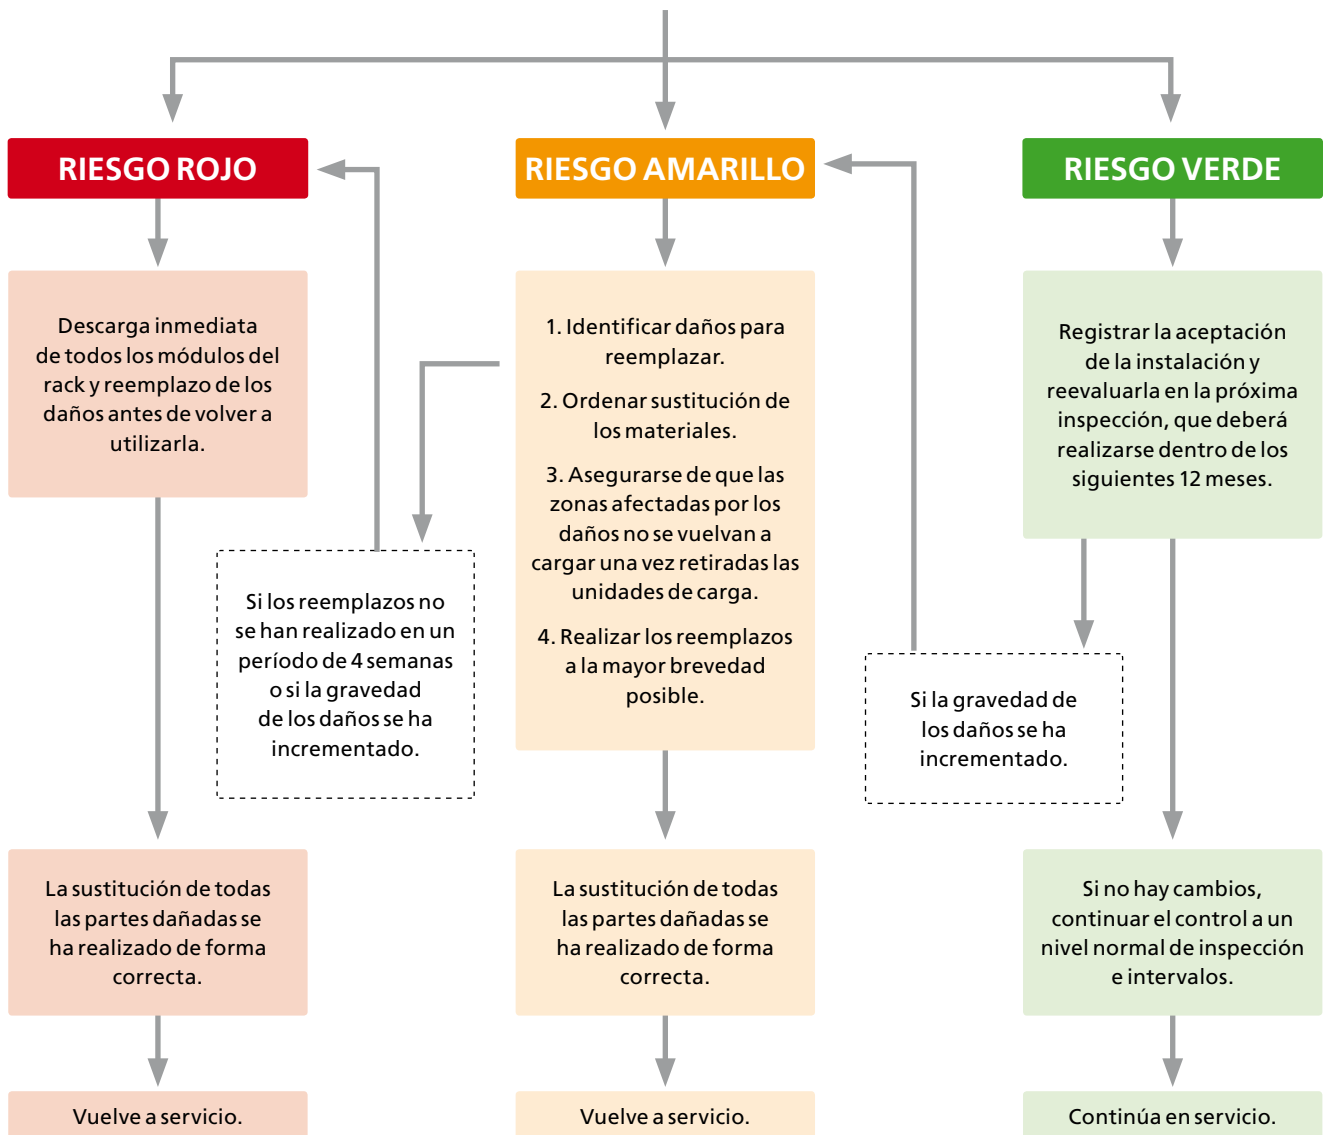 RIESGO ROJO
RIESGO AMARILLO
RIESGO VERDE
Descarga inmediata
de todos los módulos del
rack y reemplazo de los
daños antes de volver a
utilizarla.
1. Identificar daños para
reemplazar.
2. Ordenar sustitución de
los materiales.
3. Asegurarse de que las
zonas afectadas por los
daños no se vuelvan a
cargar una vez retiradas las
unidades de carga.
4. Realizar los reemplazos
a la mayor brevedad
posible.
Registrar la aceptación
de la instalación y
reevaluarla en la próxima
inspección, que deberá
realizarse dentro de los
siguientes 12 meses.
Si los reemplazos no
se han realizado en un
período de 4 semanas
o si la gravedad
de los daños se ha
incrementado.
Si la gravedad de
los daños se ha
incrementado.
La sustitución de todas
las partes dañadas se
ha realizado de forma
correcta.
La sustitución de todas
las partes dañadas se
ha realizado de forma
correcta.
Si no hay cambios,
continuar el control a un
nivel normal de inspección
e intervalos.
Vuelve a servicio.
Vuelve a servicio.
Continúa en servicio.